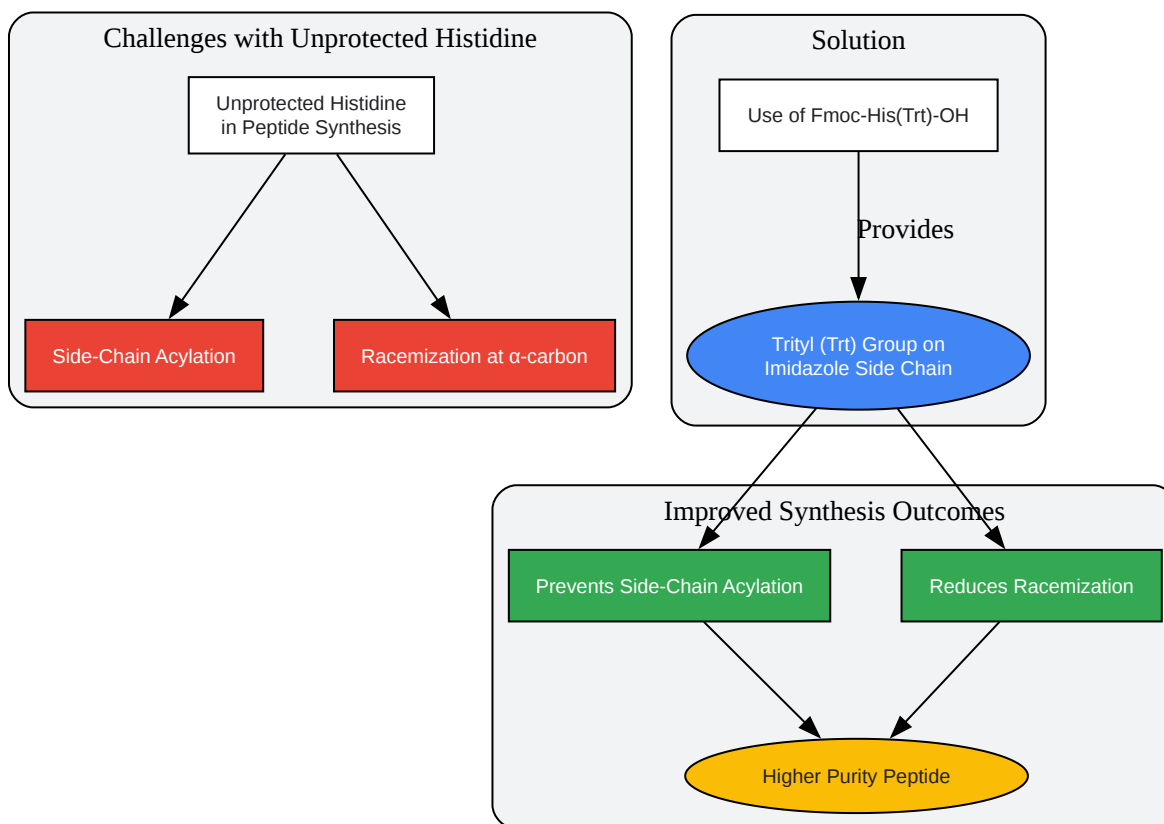 Challenges with Unprotected Histidine
Unprotected Histidine
in Peptide Synthesis
Side-Chain Acylation
Racemization at α-carbon
Solution
Use of Fmoc-His(Trt)-OH
Provides
Trityl (Trt) Group on
Imidazole Side Chain
Improved Synthesis Outcomes
Prevents Side-Chain Acylation
Reduces Racemization
Higher Purity Peptide